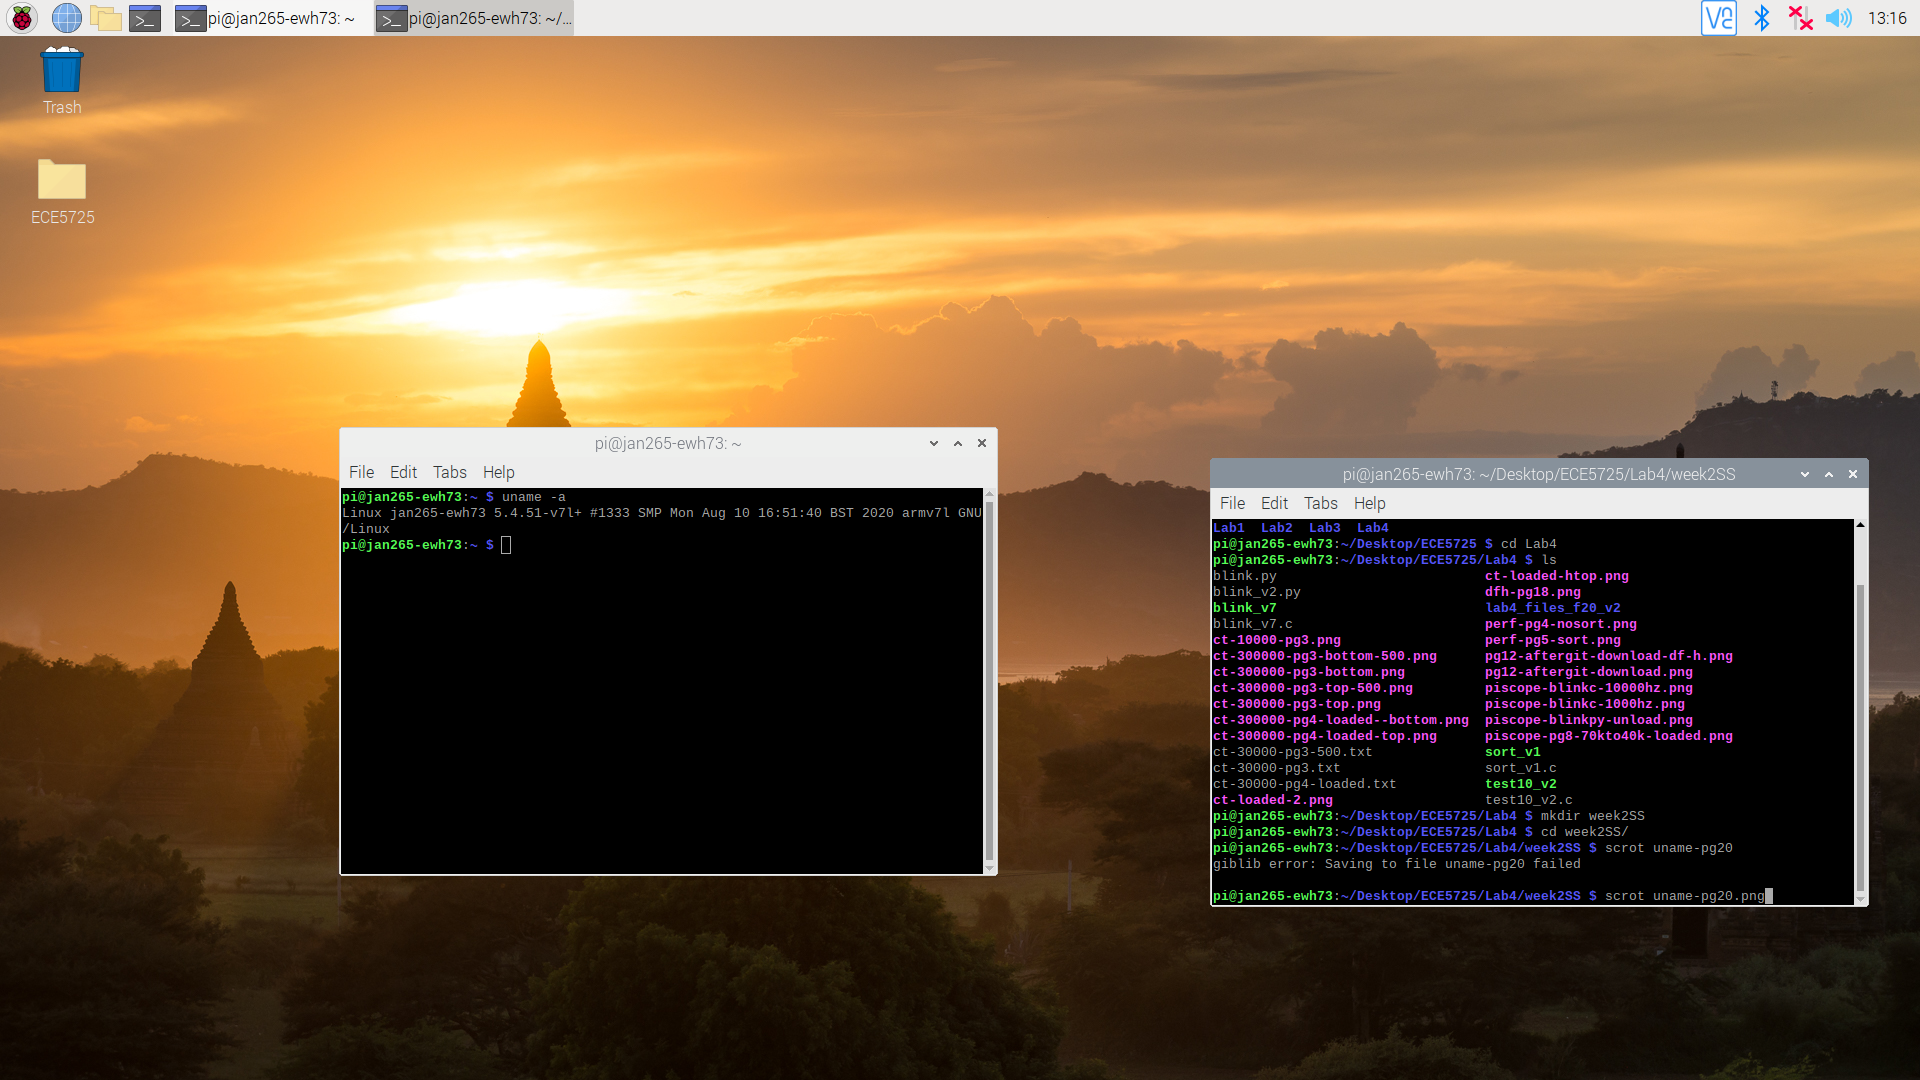 pi@jan265-ewh73: ~
pi@jan265-ewh73: ~/...
VNC
13:16
Trash
ECE5725
pi@jan265-ewh73: ~
File Edit Tabs Help
pi@jan265-ewh73:~ $ uname -a
Linux jan265-ewh73 5.4.51-v7l+ #1333 SMP Mon Aug 10 16:51:40 BST 2020 armv7l GNU
/Linux
pi@jan265-ewh73:~ $
pi@jan265-ewh73: ~/Desktop/ECE5725/Lab4/week2SS
File Edit Tabs Help
Lab1 Lab2 Lab3 Lab4
pi@jan265-ewh73:~/Desktop/ECE5725 $ cd Lab4
pi@jan265-ewh73:~/Desktop/ECE5725/Lab4 $ ls
blink.py ct-loaded-htop.png
blink_v2.py dfh-pg18.png
blink_v7 lab4_files_f20_v2
blink_v7.c perf-pg4-nosort.png
ct-10000-pg3.png perf-pg5-sort.png
ct-300000-pg3-bottom-500.png pg12-aftergit-download-df-h.png
ct-300000-pg3-bottom.png pg12-aftergit-download.png
ct-300000-pg3-top-500.png piscope-blinkc-10000hz.png
ct-300000-pg3-top.png piscope-blinkc-1000hz.png
ct-300000-pg4-loaded--bottom.png piscope-blinkpy-unload.png
ct-300000-pg4-loaded-top.png piscope-pg8-70kto40k-loaded.png
ct-30000-pg3-500.txt sort_v1
ct-30000-pg3.txt sort_v1.c
ct-30000-pg4-loaded.txt test10_v2
ct-loaded-2.png test10_v2.c
pi@jan265-ewh73:~/Desktop/ECE5725/Lab4 $ mkdir week2SS
pi@jan265-ewh73:~/Desktop/ECE5725/Lab4 $ cd week2SS/
pi@jan265-ewh73:~/Desktop/ECE5725/Lab4/week2SS $ scrot uname-pg20
giblib error: Saving to file uname-pg20 failed
pi@jan265-ewh73:~/Desktop/ECE5725/Lab4/week2SS $ scrot uname-pg20.png